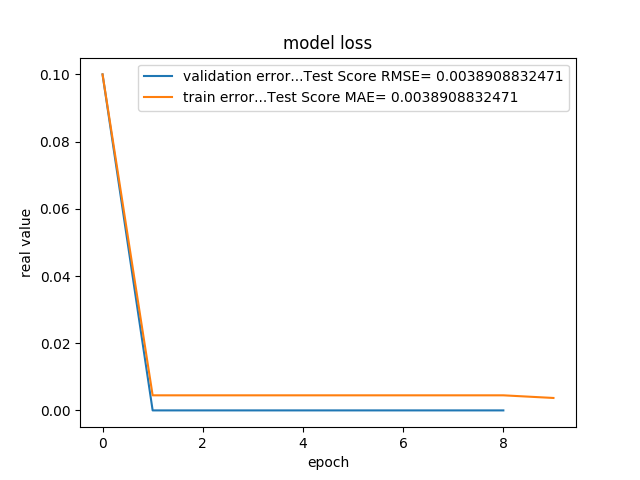 model loss
validation error...Test Score RMSE= 0.0038908832471
train error...Test Score MAE= 0.0038908832471
0.10
0.08
0.06
0.04
0.02
0.00
real value
0 2 4 6 8
epoch